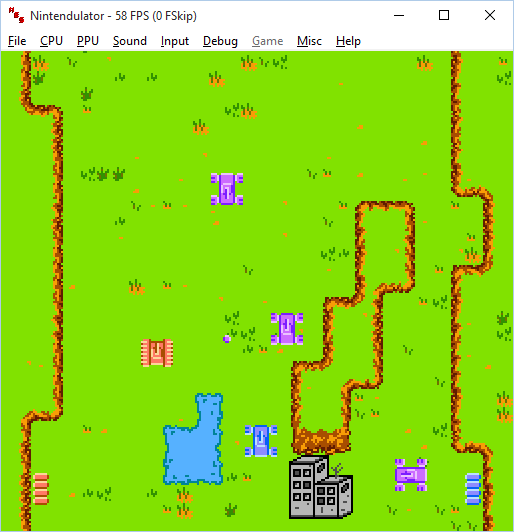 Nintendulator - 58 FPS (0 FSkip)
File CPU PPU Sound Input Debug Game Misc Help